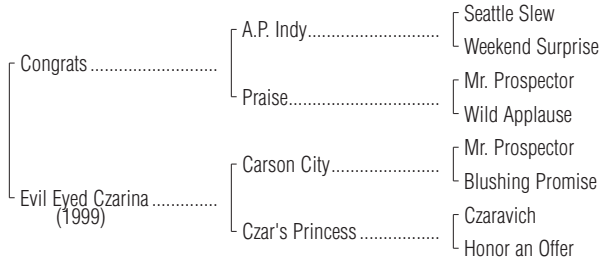 Seattle Slew
A.P. Indy..............................
Weekend Surprise
Congrats .............................
Mr. Prospector
Praise...................................
Wild Applause
Mr. Prospector
Carson City.........................
Blushing Promise
Evil Eyed Czarina ...............
(1999)
Czaravich
Czar's Princess ..................
Honor an Offer